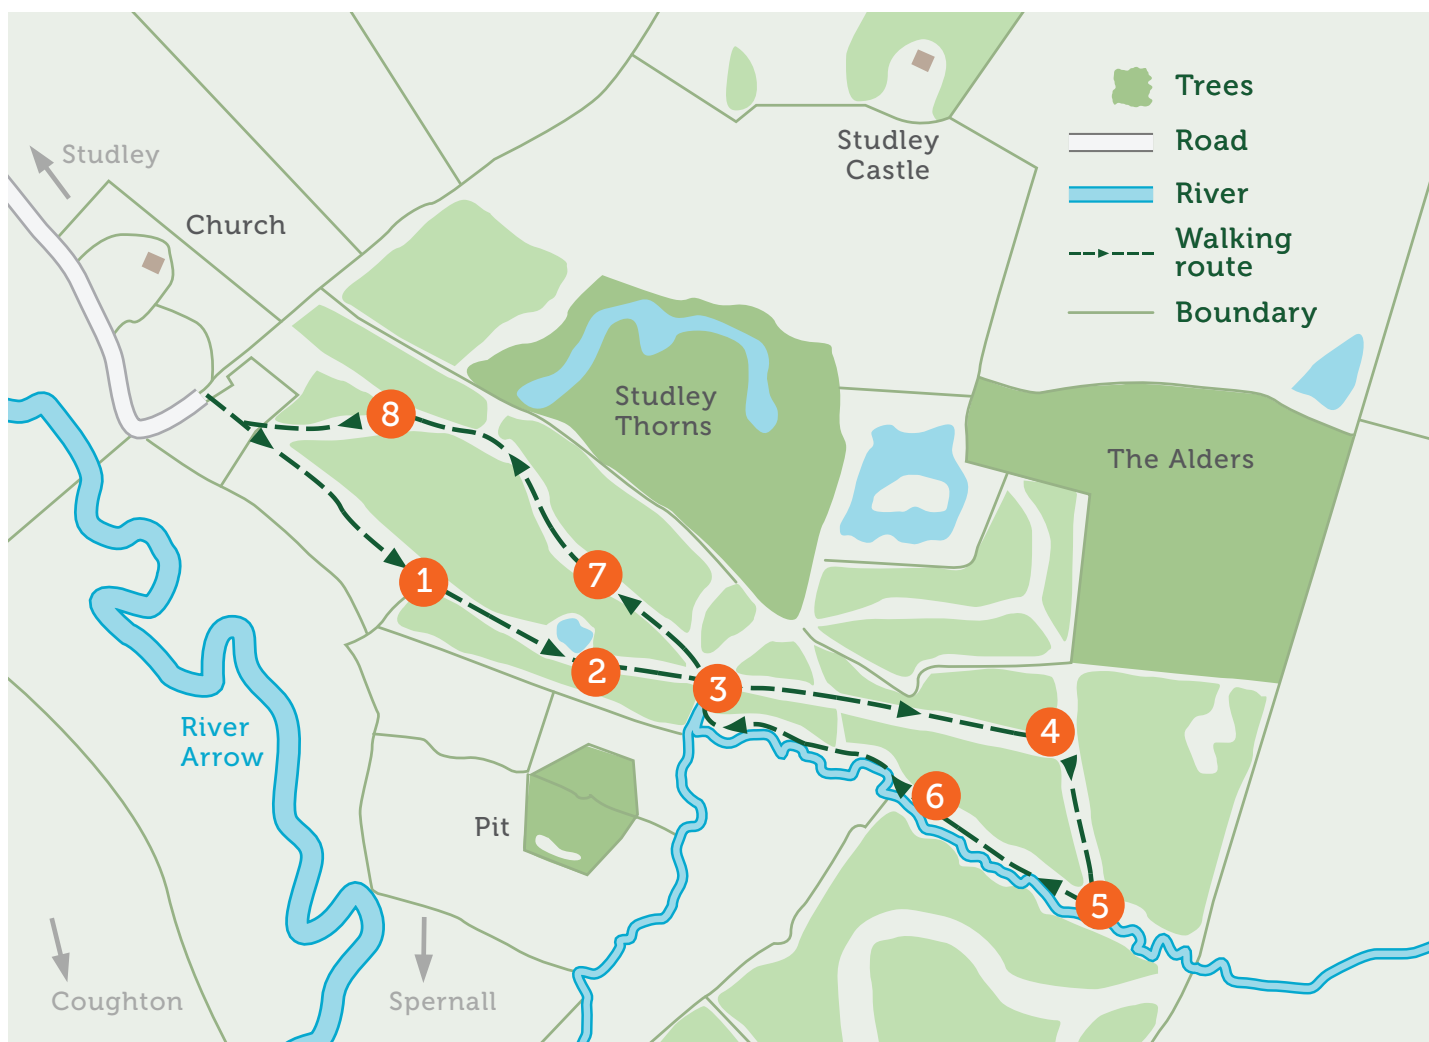 Trees
Studley
Castle
Road
Studley
River
Church
Walking
route
Boundary
Studley
Thorns
8
The Alders
7
1
2
3
River
Arrow
4
6
Pit
5
Coughton
Spernall